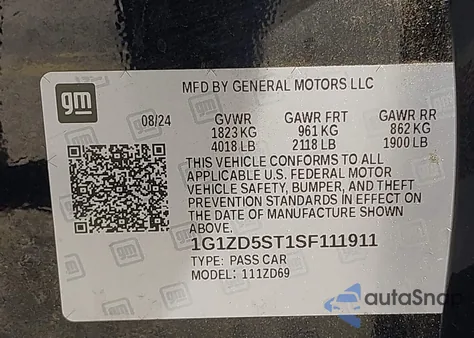 gm
MFD BY GENERAL MOTORS LLC
08/24 GVWR GAWR FRT GAWR RR
1823 KG 961 KG 862 KG
4018 LB 2118 LB 1900 LB
THIS VEHICLE CONFORMS TO ALL
APPLICABLE U.S. FEDERAL MOTOR
VEHICLE SAFETY, BUMPER, AND THEFT
PREVENTION STANDARDS IN EFFECT ON
THE DATE OF MANUFACTURE SHOWN
ABOVE.
1G1ZD5ST1SF111911
TYPE: PASS CAR
MODEL: 111ZD69
autaSnap